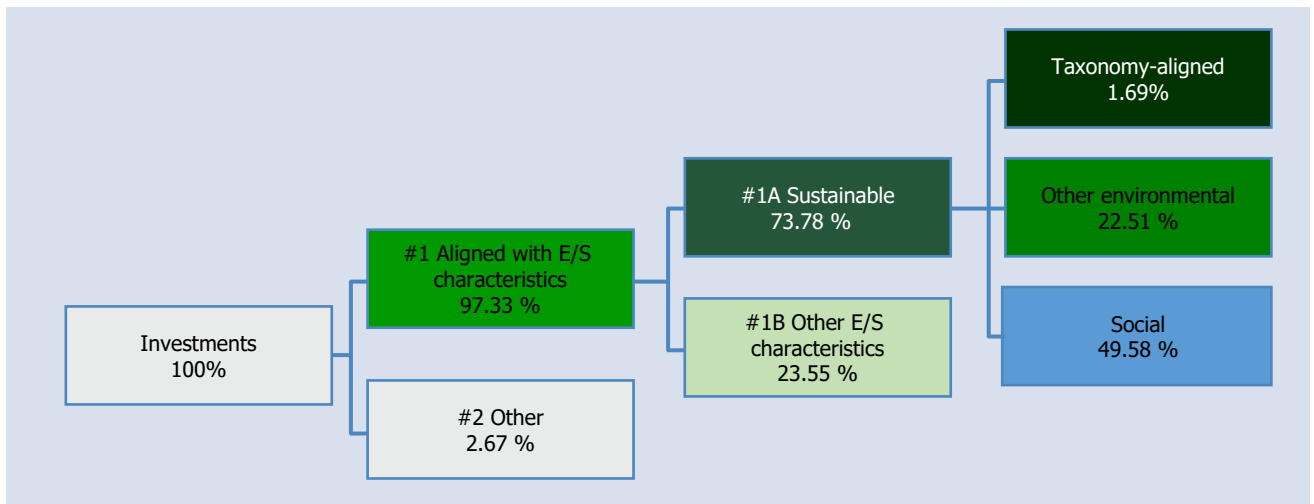 Investments
100%
#1 Aligned with E/S
characteristics
97.33 %
#2 Other
2.67 %
#1A Sustainable
73.78 %
#1B Other E/S
characteristics
23.55 %
Taxonomy-aligned
1.69%
Other environmental
22.51 %
Social
49.58 %